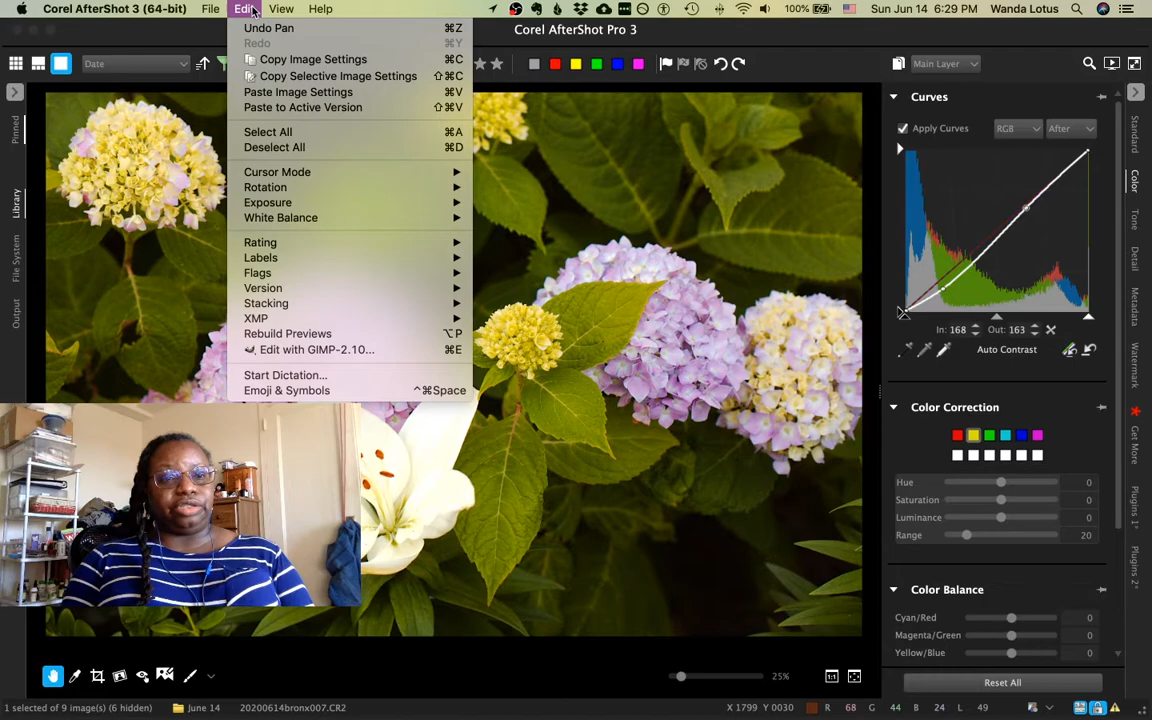 Corel AfterShot 3 (64-bit) File Edit View Help 100% Sun Jun 14 6:29 PM Wanda Lotus
Corel AfterShot Pro 3
Date
Main Layer
Undo Pan ⌘Z
Redo ⌘Y
Copy Image Settings ⌘C
Copy Selective Image Settings ⇧⌘C
Paste Image Settings ⌘V
Paste to Active Version ⇧⌘V
Select All ⌘A
Deselect All ⌘D
Cursor Mode
Rotation
Exposure
White Balance
Rating
Labels
Flags
Version
Stacking
XMP
Rebuild Previews ⌥P
Edit with GIMP-2.10... ⌘E
Start Dictation...
Emoji & Symbols ^⌘Space
Pinned
Library
File System
Output
Curves
Apply Curves RGB After
In: 168 Out: 163
Auto Contrast
Color Correction
Hue 0
Saturation 0
Luminance 0
Range 20
Color Balance
Cyan/Red 0
Magenta/Green 0
Yellow/Blue 0
Reset All
Standard
Color
Tone
Detail
Metadata
Watermark
Get More
Plugins 1*
Plugins 2*
1:1
25%
1 selected of 9 image(s) (6 hidden) June 14 20200614bronx007.CR2 X 1799 Y 0030 R 68 G 44 B 24 L 49